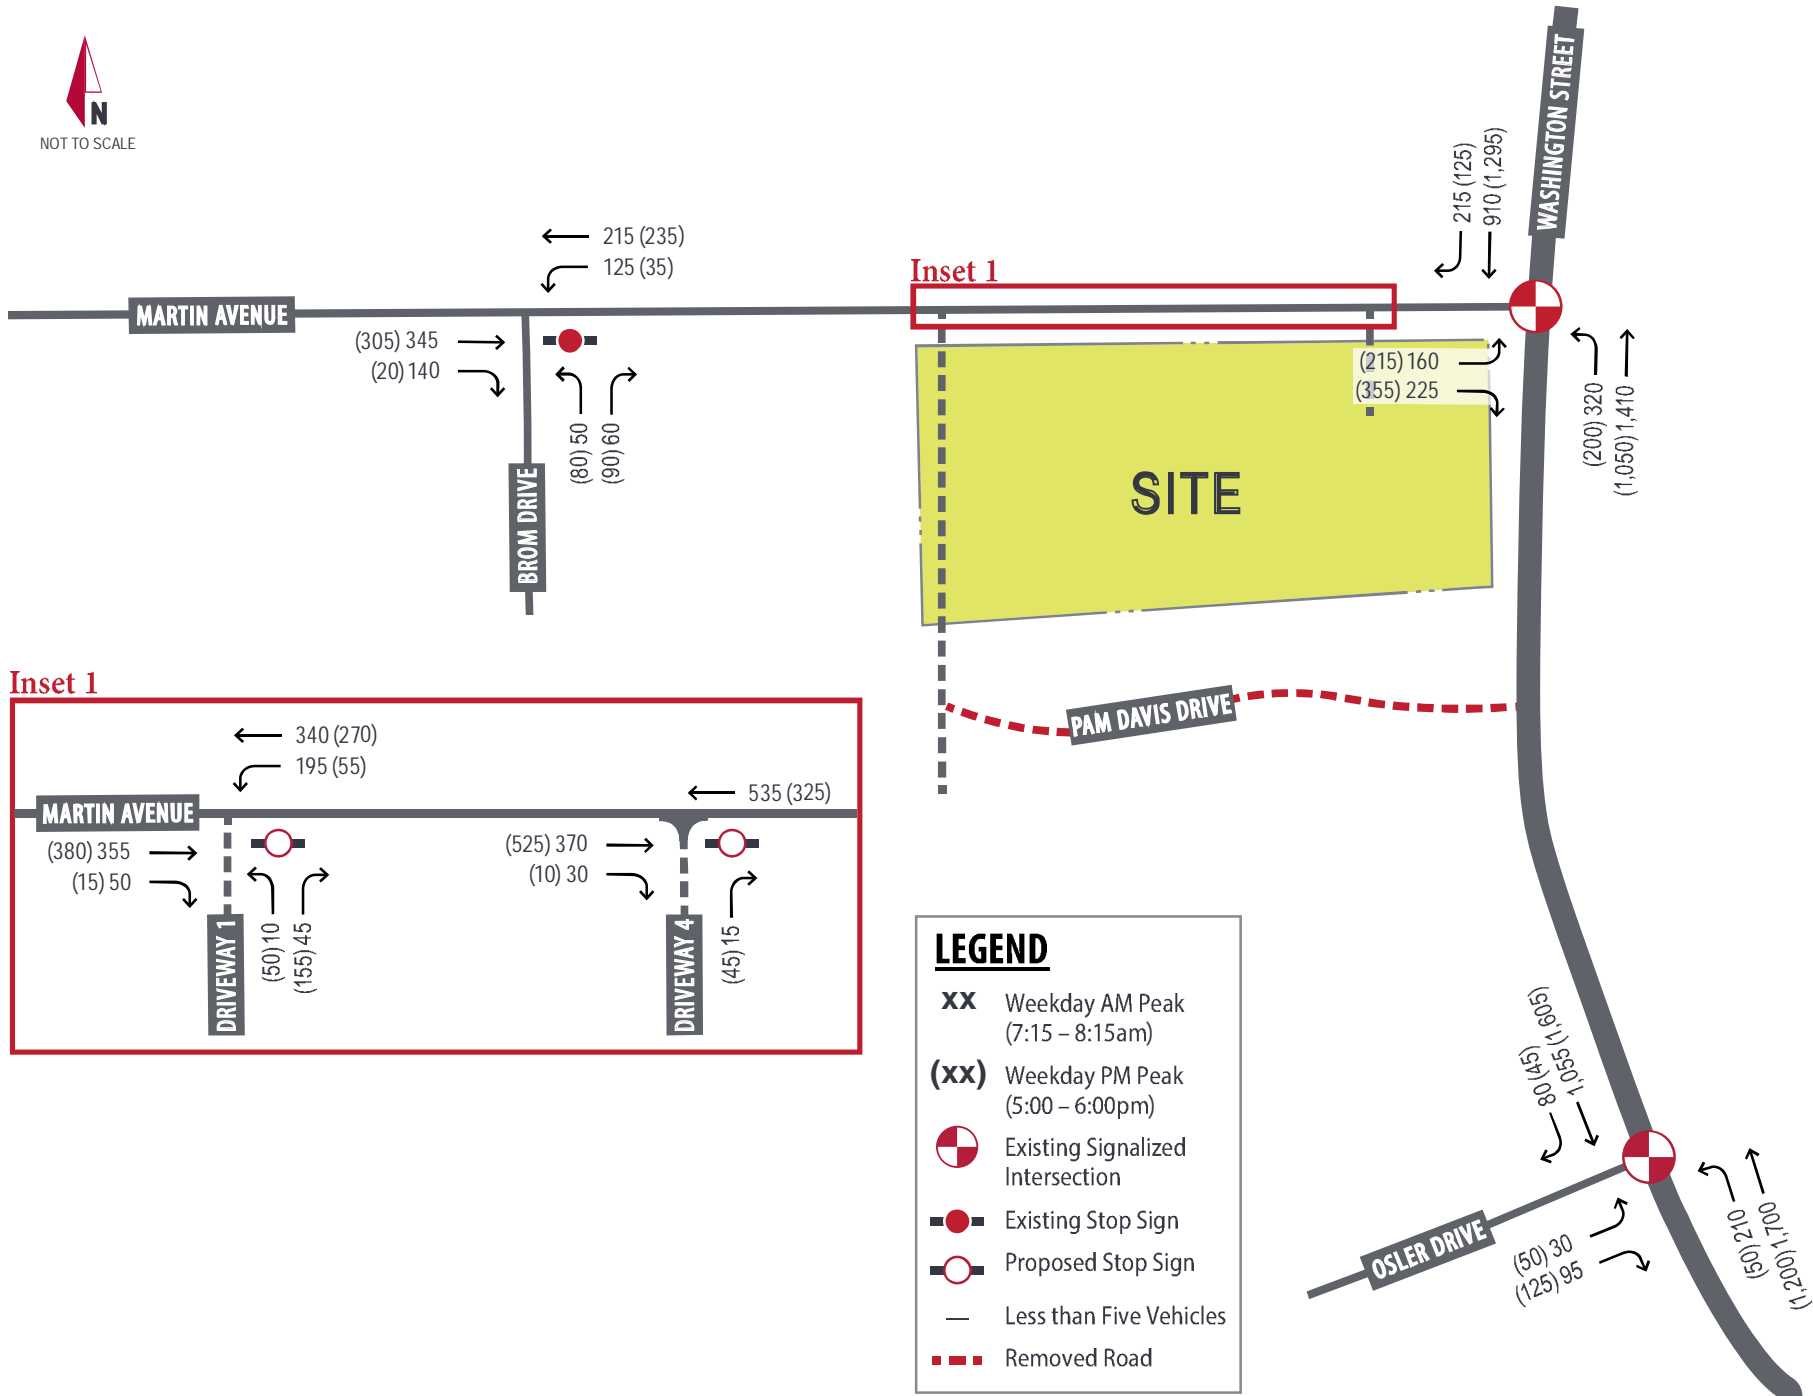 N
NOT TO SCALE
WASHINGTON STREET
215 (125)
910 (1,295)
215 (235)
125 (35)
Inset 1
MARTIN AVENUE
(305) 345
(20) 140
(80) 50
(90) 60
BROM DRIVE
(215) 160
(355) 225
(200) 320
(1,050) 1,410
SITE
PAM DAVIS DRIVE
Inset 1
340 (270)
195 (55)
535 (325)
MARTIN AVENUE
(380) 355
(15) 50
(525) 370
(10) 30
DRIVEWAY 1
(50) 10
(155) 45
DRIVEWAY 4
(45) 15
LEGEND
xx Weekday AM Peak
(7:15 – 8:15am)
(xx) Weekday PM Peak
(5:00 – 6:00pm)
Existing Signalized
Intersection
Existing Stop Sign
Proposed Stop Sign
Less than Five Vehicles
Removed Road
80 (45)
1,055 (1,605)
OSLER DRIVE
(50) 30
(125) 95
(50) 210
(1,200) 1,700